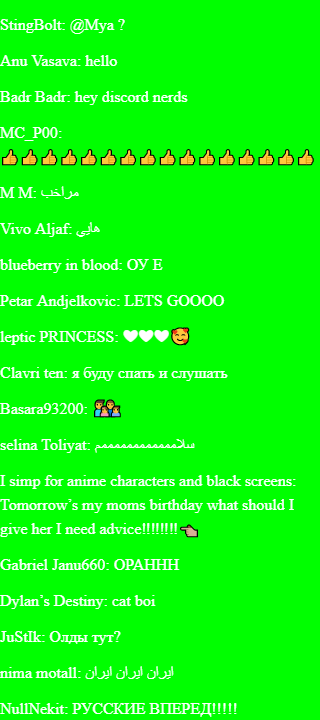 StingBolt: @Mya ?
Anu Vasava: hello
Badr Badr: hey discord nerds
MC_P00:
👍👍👍👍👍👍👍👍👍👍👍👍👍👍👍👍
M M: مراحب
Vivo Aljaf: هايي
blueberry in blood: ОУ Е
Petar Andjelkovic: LETS GOOOO
leptic PRINCESS: 🤍🤍🤍🥰
Clavri ten: я буду спать и слушать
Basara93200: 👨‍👩‍👧‍👦
selina Toliyat: سلاممممممممممممم
I simp for anime characters and black screens:
Tomorrow's my moms birthday what should I
give her I need advice!!!!!!!!👈🏽
Gabriel Janu660: OPAHHH
Dylan's Destiny: cat boi
JuStIk: Олды тут?
nima motall: ایران ایران ایران
NullNekit: РУССКИЕ ВПЕРЕД!!!!!